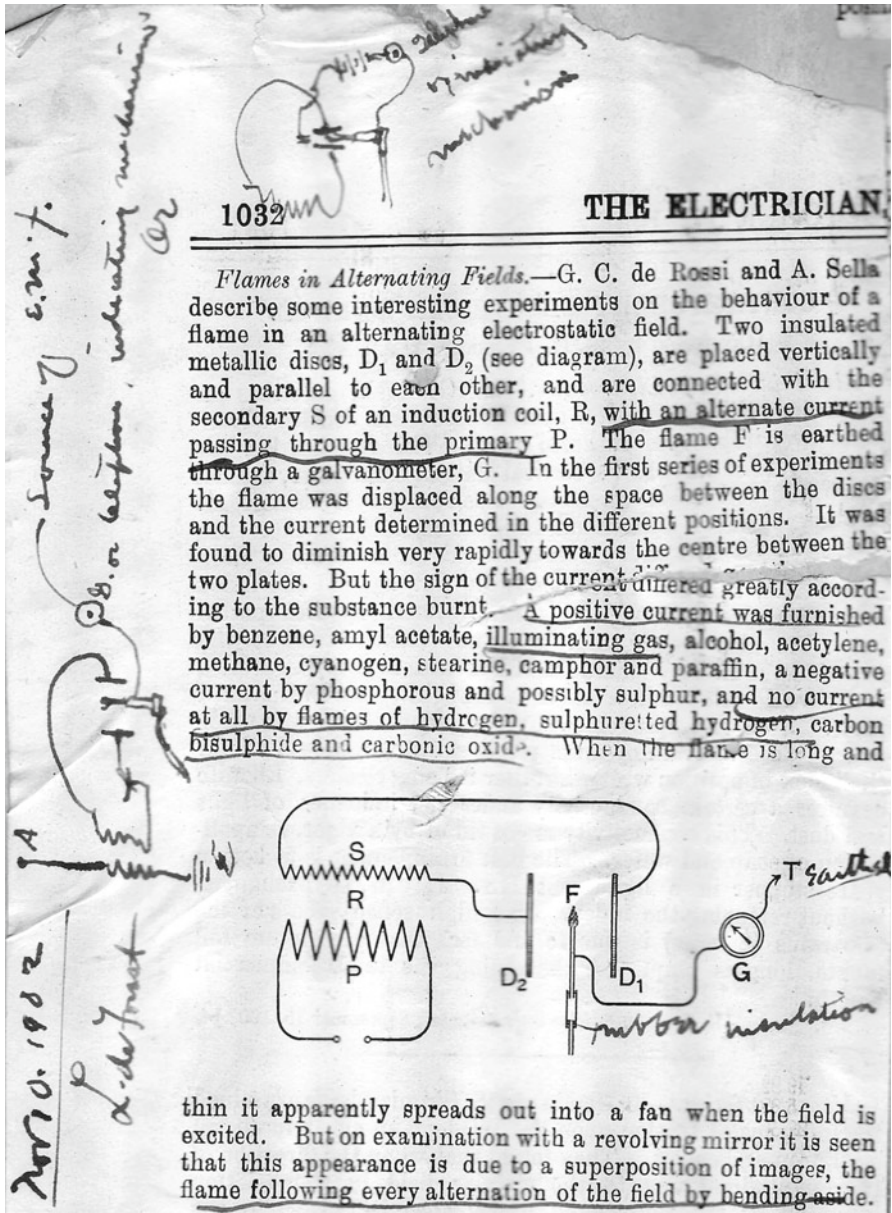 Telephone
or indicating
mechanism
1032 THE ELECTRICIAN,
Flames in Alternating Fields.—G. C. de Rossi and A. Sella
describe some interesting experiments on the behaviour of a
flame in an alternating electrostatic field. Two insulated
metallic discs, D₁ and D₂ (see diagram), are placed vertically
and parallel to each other, and are connected with the
secondary S of an induction coil, R, with an alternate current
passing through the primary P. The flame F is earthed
through a galvanometer, G. In the first series of experiments
the flame was displaced along the space between the discs
and the current determined in the different positions. It was
found to diminish very rapidly towards the centre between the
two plates. But the sign of the current differed greatly accord-
ing to the substance burnt. A positive current was furnished
by benzene, amyl acetate, illuminating gas, alcohol, acetylene,
methane, cyanogen, stearine, camphor and paraffin, a negative
current by phosphorous and possibly sulphur, and no current
at all by flames of hydrogen, sulphuretted hydrogen, carbon
bisulphide and carbonic oxide. When the flame is long and
S
R
P
D₂
F
D₁
G
T Earthed
rubber insulation
thin it apparently spreads out into a fan when the field is
excited. But on examination with a revolving mirror it is seen
that this appearance is due to a superposition of images, the
flame following every alternation of the field by bending aside.
Source of E.M.F.
or
G. or telephone, indicating mechanism
A
Nov 10. 1902
L. de Forest